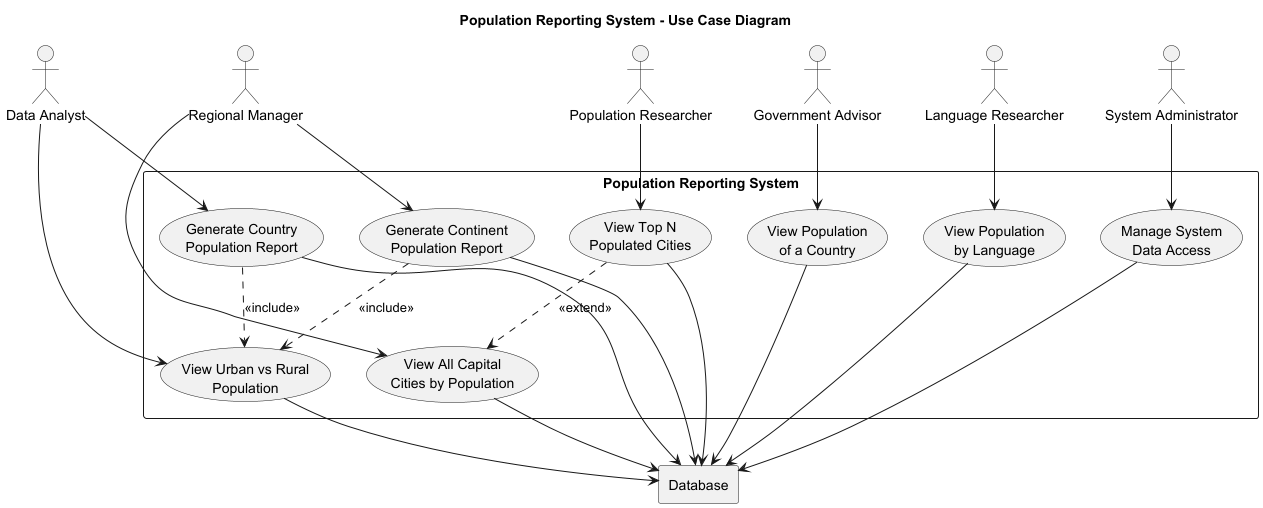 Population Reporting System - Use Case Diagram
Data Analyst
Regional Manager
Population Researcher
Government Advisor
Language Researcher
System Administrator
Population Reporting System
Generate Country
Population Report
Generate Continent
Population Report
View Top N
Populated Cities
View Population
of a Country
View Population
by Language
Manage System
Data Access
«include»
«include»
«extend»
View Urban vs Rural
Population
View All Capital
Cities by Population
Database